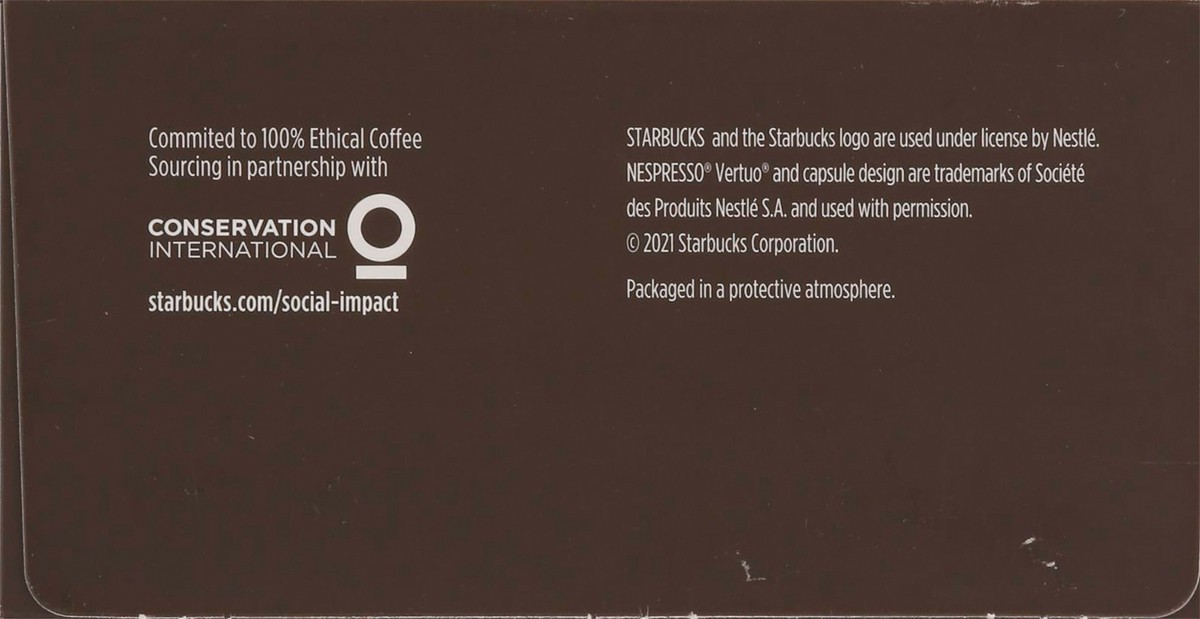 Commited to 100% Ethical Coffee
Sourcing in partnership with
CONSERVATION
INTERNATIONAL
starbucks.com/social-impact
STARBUCKS and the Starbucks logo are used under license by Nestlé.
NESPRESSO® Vertuo® and capsule design are trademarks of Société
des Produits Nestlé S.A. and used with permission.
© 2021 Starbucks Corporation.
Packaged in a protective atmosphere.